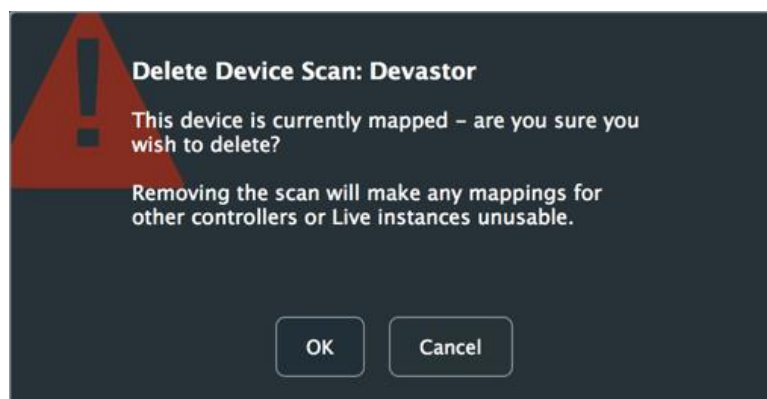 Delete Device Scan: Devastor
This device is currently mapped – are you sure you
wish to delete?
Removing the scan will make any mappings for
other controllers or Live instances unusable.
OK
Cancel